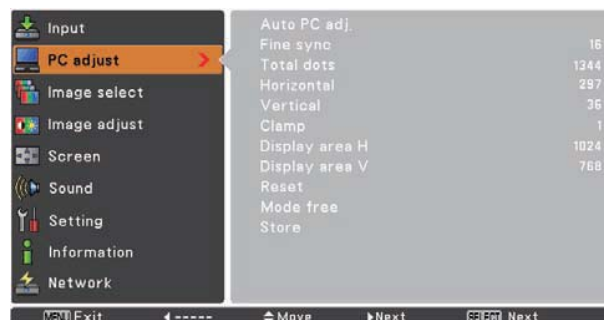 Input
PC adjust
Image select
Image adjust
Screen
Sound
Setting
Information
Network
Auto PC adj.
Fine sync 16
Total dots 1344
Horizontal 297
Vertical 36
Clamp 1
Display area H 1024
Display area V 768
Reset
Mode free
Store
MENU Exit ◄ ----- Move ►Next SELECT Next